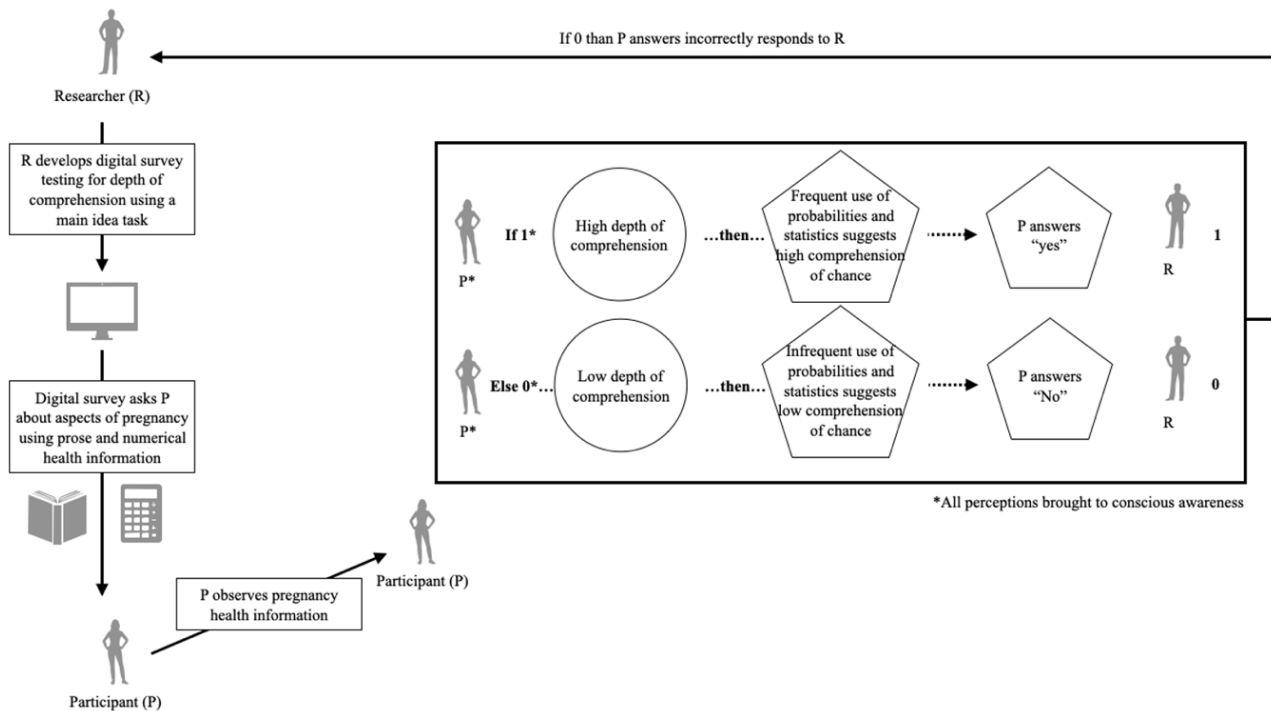 If 0 than P answers incorrectly responds to R
Researcher (R)
R develops digital survey
testing for depth of
comprehension using a
main idea task
Digital survey asks P
about aspects of pregnancy
using prose and numerical
health information
Participant (P)
P observes pregnancy
health information
Participant (P)
P*
If 1*
High depth of
comprehension
...then...
Frequent use of
probabilities and
statistics suggests
high comprehension
of chance
P answers
“yes”
R
1
P*
Else 0*...
Low depth of
comprehension
...then...
Infrequent use of
probabilities and
statistics suggests
low comprehension
of chance
P answers
“No”
R
0
*All perceptions brought to conscious awareness